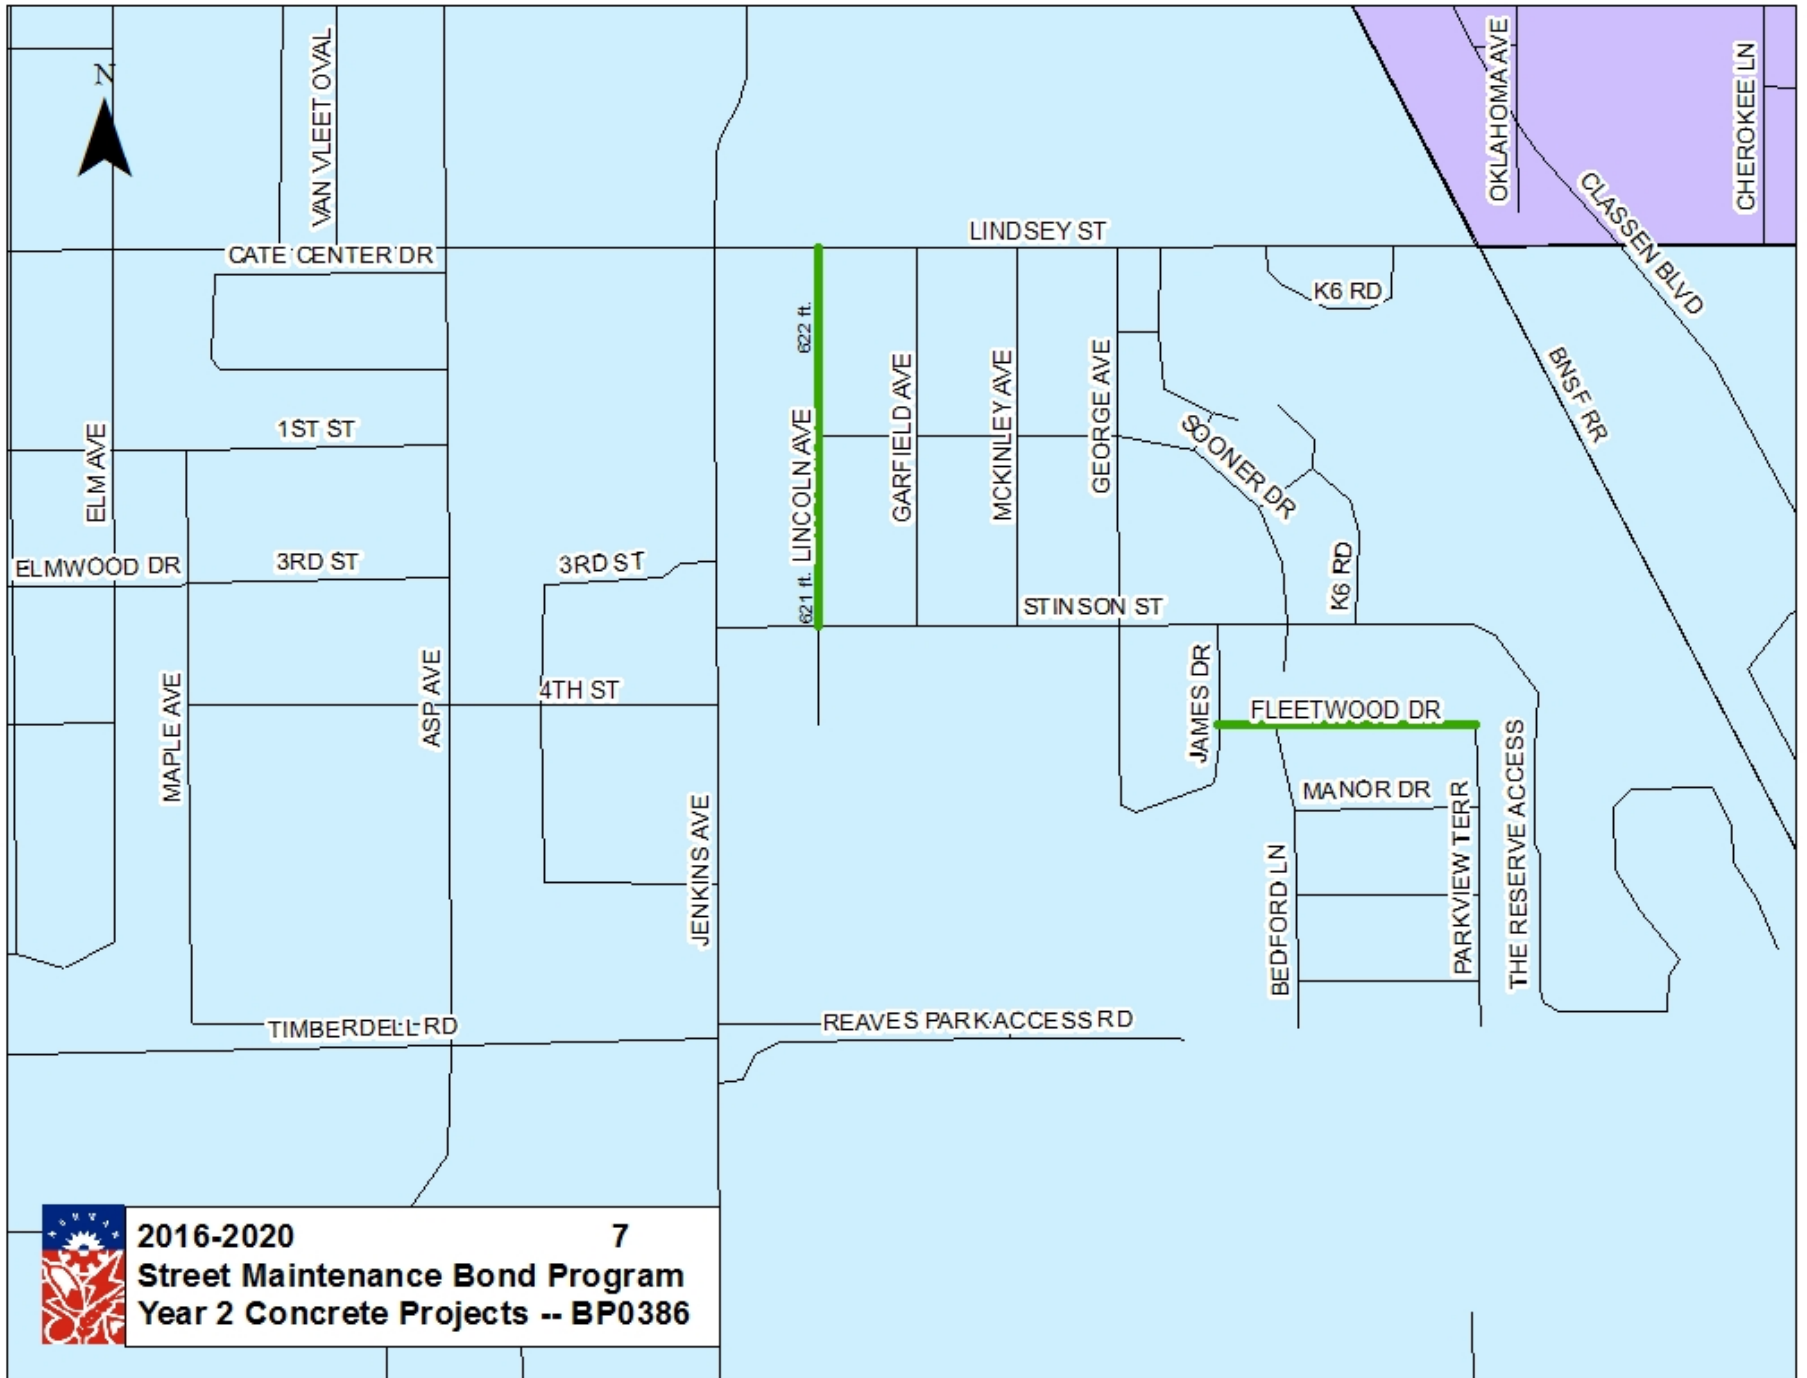 N
VAN VLEET OVAL
OKLAHOMA AVE
CHEROKEE LN
CLASSEN BLVD
LINDSEY ST
CATE CENTER DR
K6 RD
622 ft.
BNSF RR
ELM AVE
1ST ST
LINCOLN AVE
GARFIELD AVE
MCKINLEY AVE
GEORGE AVE
SOONER DR
ELMWOOD DR
3RD ST
3RD ST
621 ft.
STINSON ST
K6 RD
MAPLE AVE
ASP AVE
4TH ST
JAMES DR
FLEETWOOD DR
JENKINS AVE
MANOR DR
BEDFORD LN
PARKVIEW TERR
THE RESERVE ACCESS
TIMBERDELL RD
REAVES PARK ACCESS RD
NORMAN
2016-2020 7
Street Maintenance Bond Program
Year 2 Concrete Projects -- BP0386